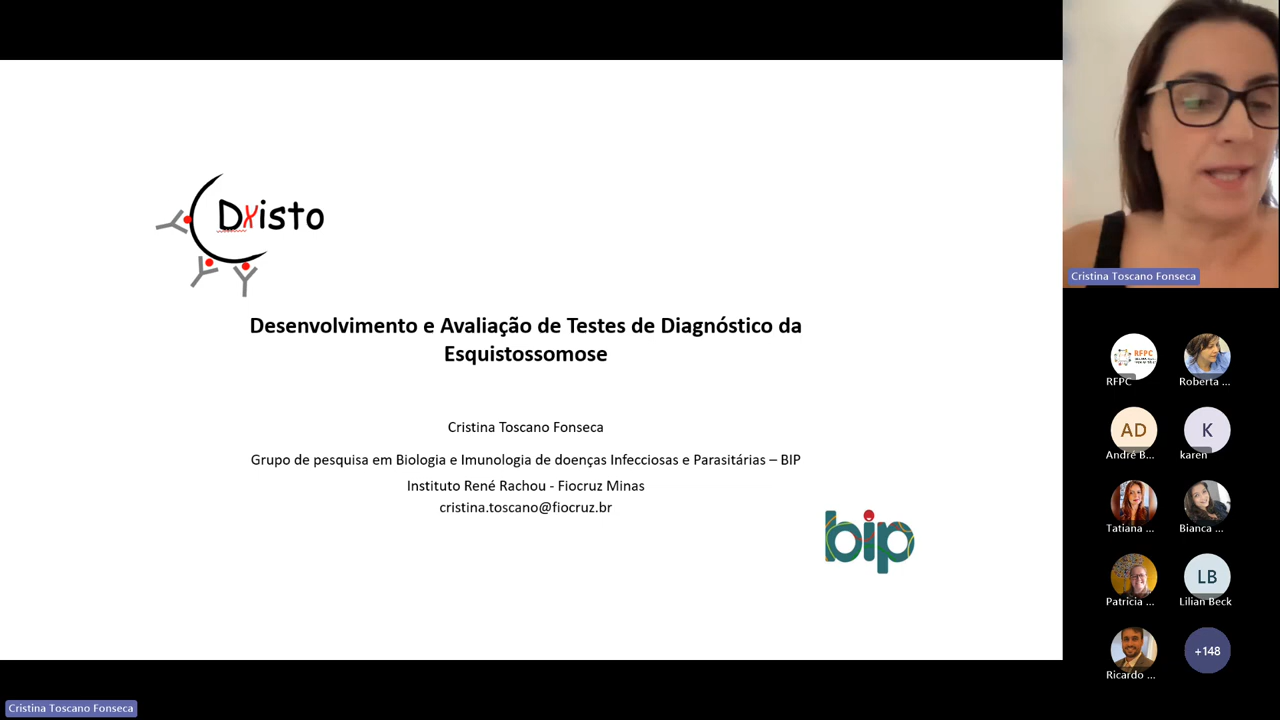 Dxisto
Desenvolvimento e Avaliação de Testes de Diagnóstico da
Esquistossomose
Cristina Toscano Fonseca
Grupo de pesquisa em Biologia e Imunologia de doenças Infecciosas e Parasitárias – BIP
Instituto René Rachou - Fiocruz Minas
cristina.toscano@fiocruz.br
bip
Cristina Toscano Fonseca
RFPC
RFPC
Roberta ...
AD
André B...
K
karen
Tatiana ...
Bianca ...
Patricia ...
LB
Lilian Beck
Ricardo ...
+148
Cristina Toscano Fonseca